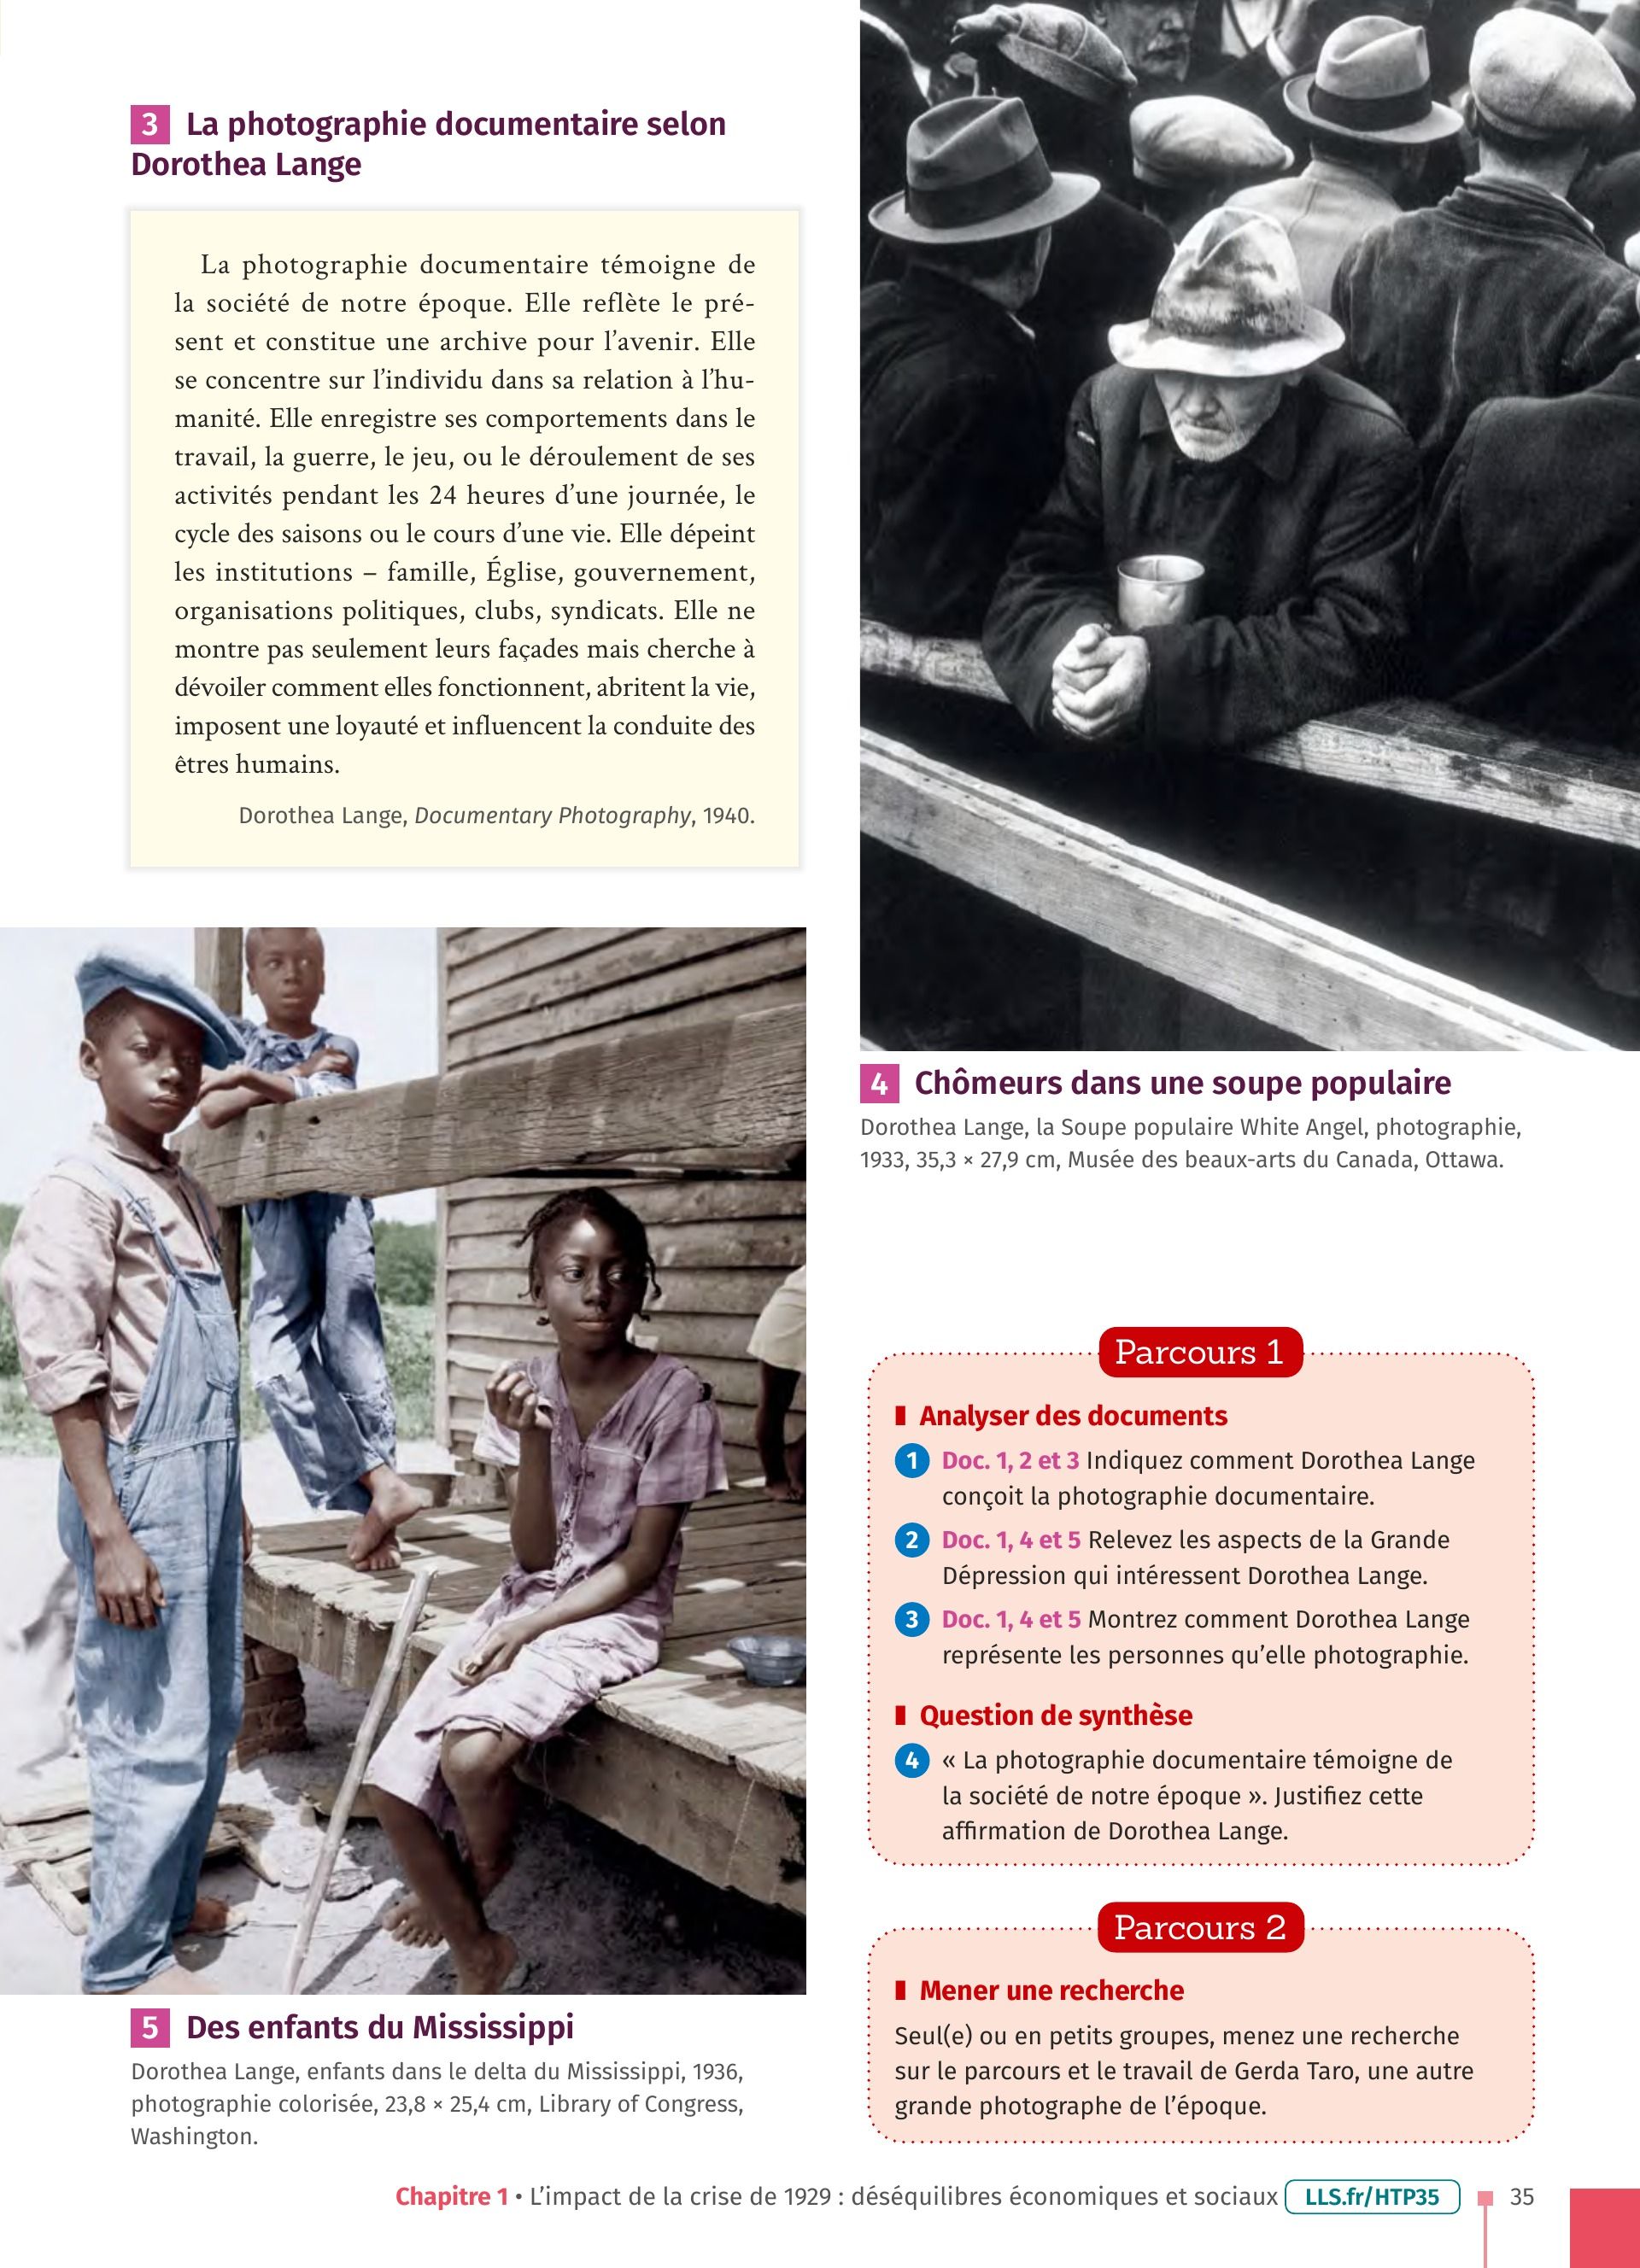 3 La photographie documentaire selon
Dorothea Lange
La photographie documentaire témoigne de
la société de notre époque. Elle reflète le pré-
sent et constitue une archive pour l’avenir. Elle
se concentre sur l’individu dans sa relation à l’hu-
manité. Elle enregistre ses comportements dans le
travail, la guerre, le jeu, ou le déroulement de ses
activités pendant les 24 heures d’une journée, le
cycle des saisons ou le cours d’une vie. Elle dépeint
les institutions – famille, Église, gouvernement,
organisations politiques, clubs, syndicats. Elle ne
montre pas seulement leurs façades mais cherche à
dévoiler comment elles fonctionnent, abritent la vie,
imposent une loyauté et influencent la conduite des
êtres humains.
Dorothea Lange, Documentary Photography, 1940.
4 Chômeurs dans une soupe populaire
Dorothea Lange, la Soupe populaire White Angel, photographie,
1933, 35,3 × 27,9 cm, Musée des beaux-arts du Canada, Ottawa.
5 Des enfants du Mississippi
Dorothea Lange, enfants dans le delta du Mississippi, 1936,
photographie colorisée, 23,8 × 25,4 cm, Library of Congress,
Washington.
Parcours 1
Analyser des documents
1 Doc. 1, 2 et 3 Indiquez comment Dorothea Lange
conçoit la photographie documentaire.
2 Doc. 1, 4 et 5 Relevez les aspects de la Grande
Dépression qui intéressent Dorothea Lange.
3 Doc. 1, 4 et 5 Montrez comment Dorothea Lange
représente les personnes qu’elle photographie.
Question de synthèse
4 « La photographie documentaire témoigne de
la société de notre époque ». Justifiez cette
affirmation de Dorothea Lange.
Parcours 2
Mener une recherche
Seul(e) ou en petits groupes, menez une recherche
sur le parcours et le travail de Gerda Taro, une autre
grande photographe de l’époque.
Chapitre 1 • L’impact de la crise de 1929 : déséquilibres économiques et sociaux LLS.fr/HTP35 35